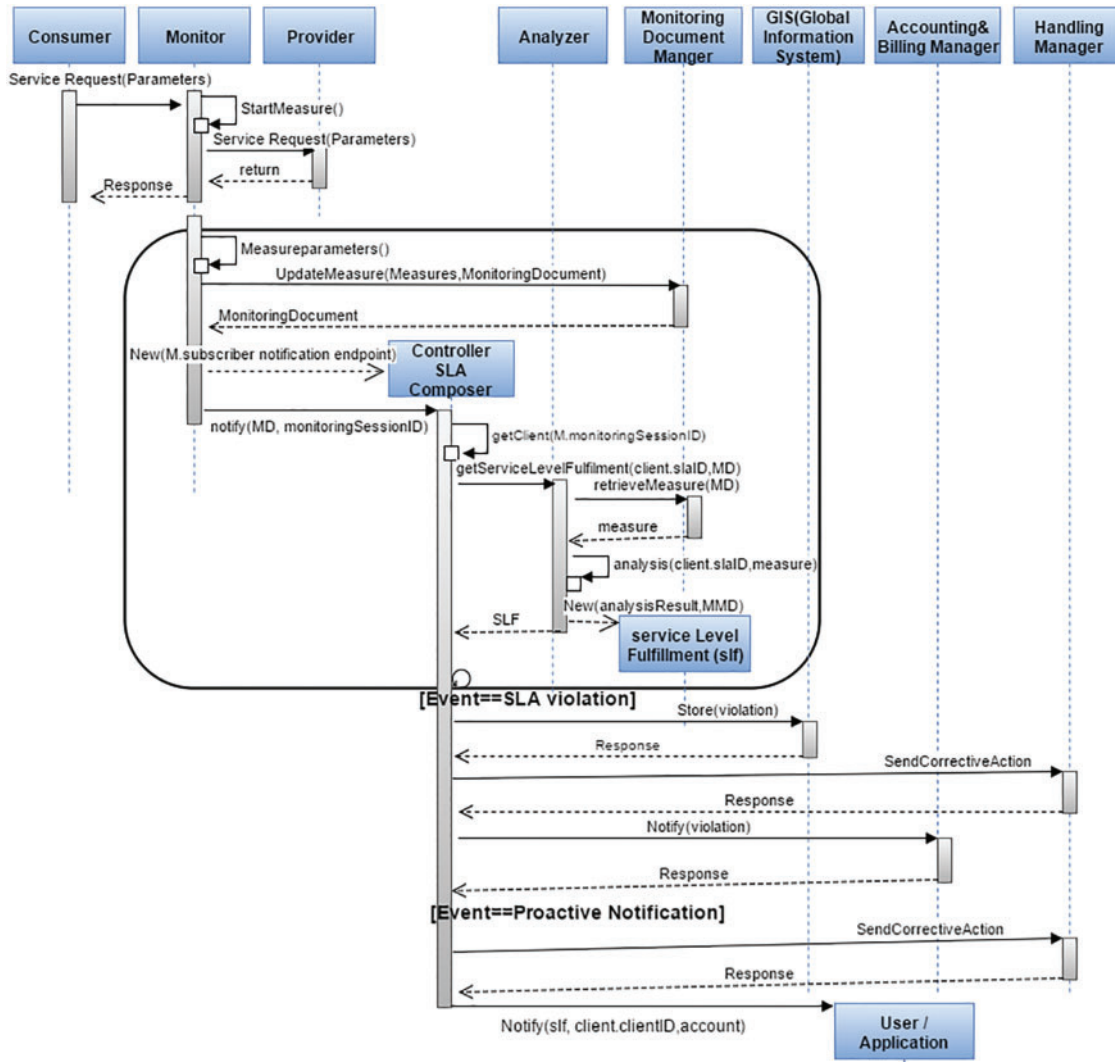 Consumer
Monitor
Provider
Analyzer
Monitoring
Document
Manger
GIS(Global
Information
System)
Accounting&
Billing Manager
Handling
Manager
Service Request(Parameters)
StartMeasure()
Service Request(Parameters)
return
Response
Measureparameters()
UpdateMeasure(Measures,MonitoringDocument)
MonitoringDocument
New(M.subscriber notification endpoint)
Controller
SLA
Composer
notify(MD, monitoringSessionID)
getClient(M.monitoringSessionID)
getServiceLevelFulfilment(client.slaID,MD)
retrieveMeasure(MD)
measure
analysis(client.slaID,measure)
New(analysisResult,MMD)
SLF
service Level
Fulfillment (slf)
[Event==SLA violation]
Store(violation)
Response
SendCorrectiveAction
Response
Notify(violation)
Response
[Event==Proactive Notification]
SendCorrectiveAction
Response
Notify(slf, client.clientID,account)
User /
Application